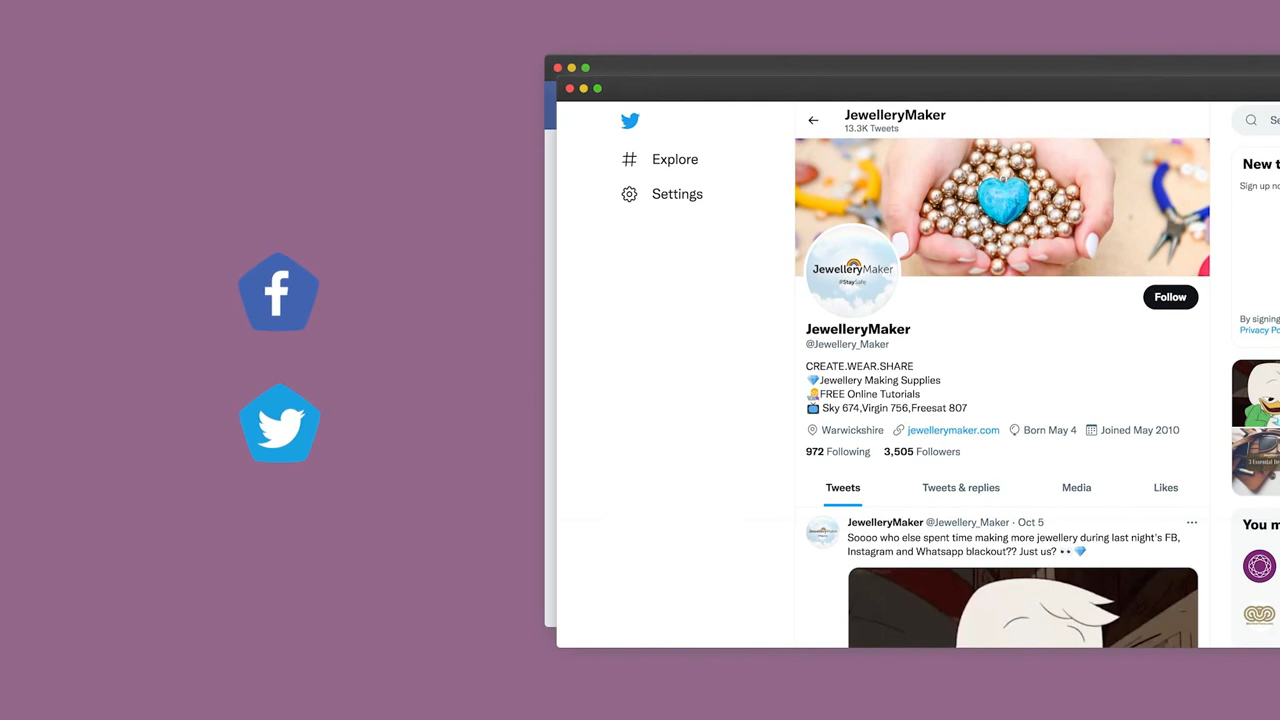 Explore
Settings
JewelleryMaker
13.3K Tweets
JewelleryMaker
#StaySafe
Follow
JewelleryMaker
@Jewellery_Maker
CREATE.WEAR.SHARE
💎Jewellery Making Supplies
FREE Online Tutorials
📺 Sky 674,Virgin 756,Freesat 807
Warwickshire jewellerymaker.com Born May 4 Joined May 2010
972 Following 3,505 Followers
Tweets Tweets & replies Media Likes
JewelleryMaker @Jewellery_Maker · Oct 5 ···
Soooo who else spent time making more jewellery during last night's FB,
Instagram and Whatsapp blackout?? Just us? 👀 💎
Se
New t
Sign up no
By signing
Privacy Po
3 Essential
You m